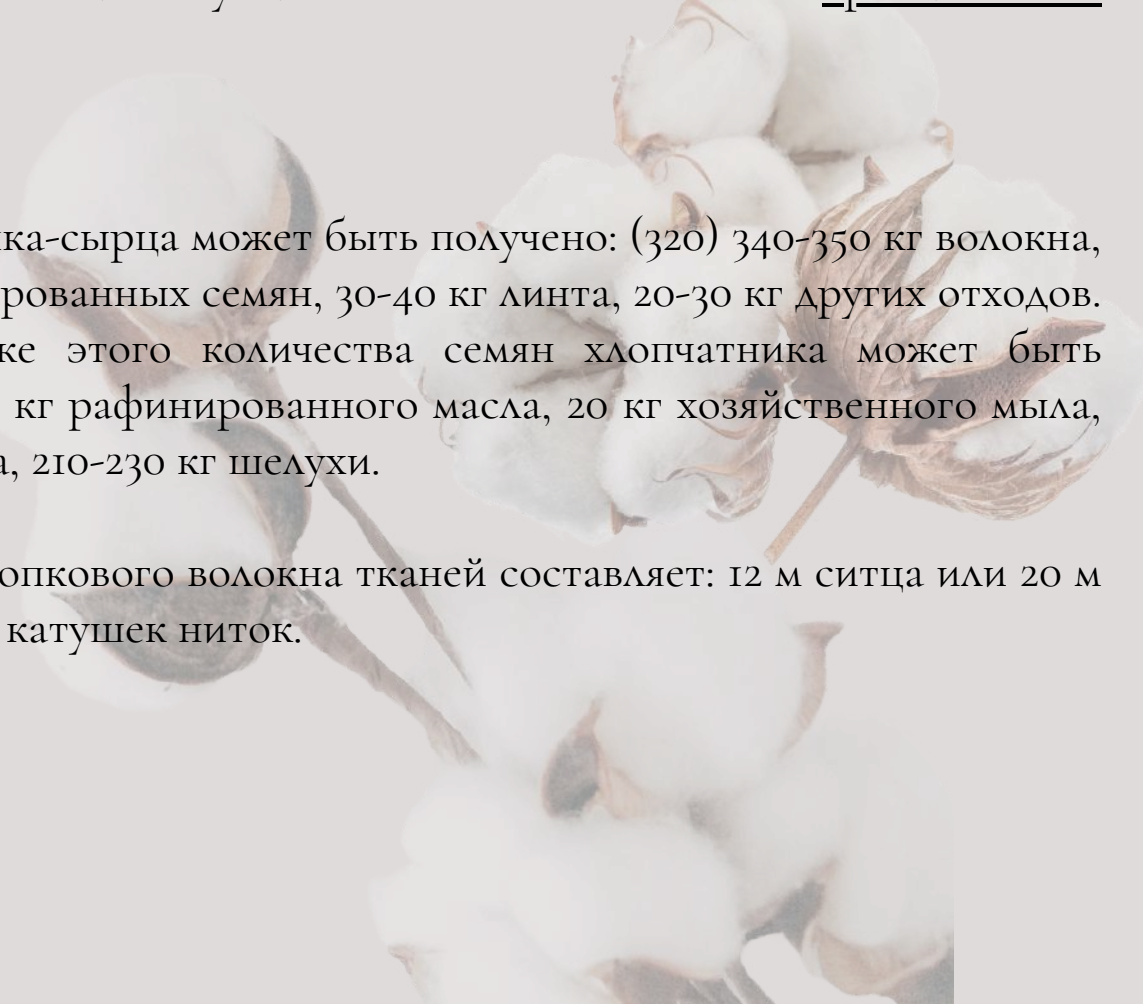 ка-сырца может быть получено: (320) 340-350 кг волокна,
рованных семян, 30-40 кг линта, 20-30 кг других отходов.
ке этого количества семян хлопчатника может быть
кг рафинированного масла, 20 кг хозяйственного мыла,
а, 210-230 кг шелухи.
опкового волокна тканей составляет: 12 м ситца или 20 м
катушек ниток.